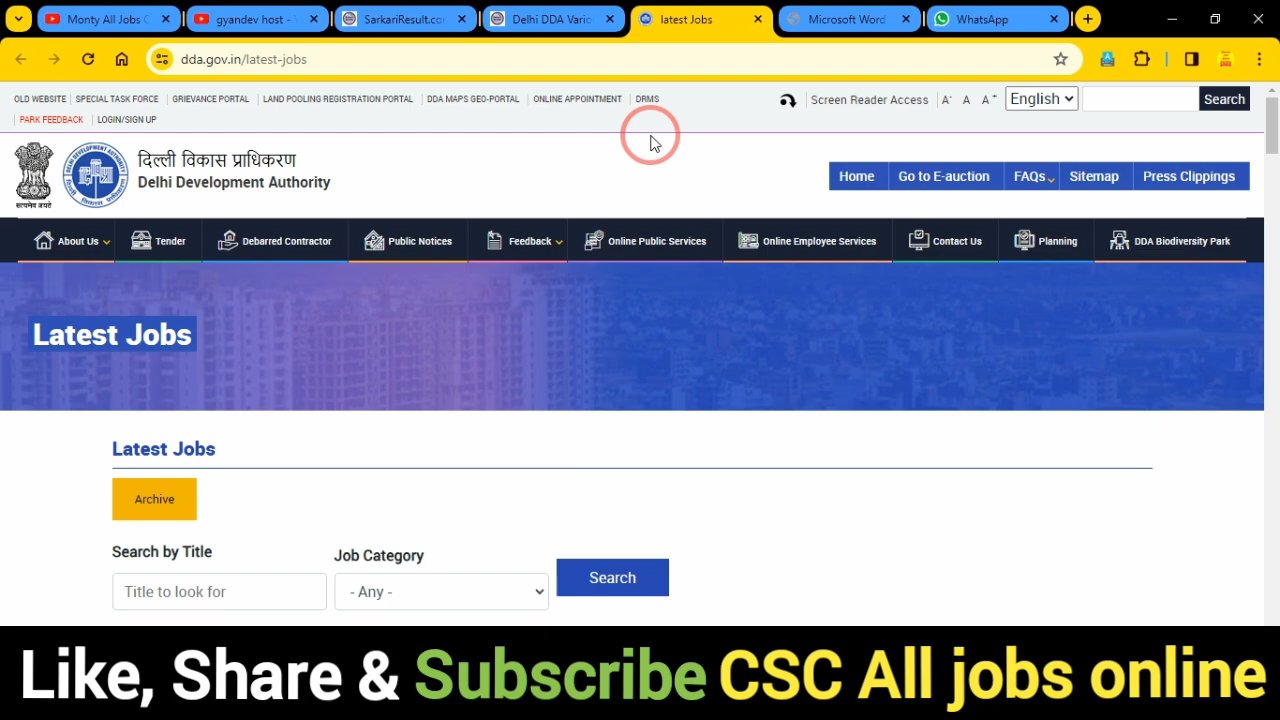 Monty All Jobs C
gyandev host -
SarkariResult.co
Delhi DDA Vario
latest Jobs
Microsoft Word
WhatsApp
dda.gov.in/latest-jobs
OLD WEBSITE | SPECIAL TASK FORCE | GRIEVANCE PORTAL | LAND POOLING REGISTRATION PORTAL | DDA MAPS GEO-PORTAL | ONLINE APPOINTMENT | DRMS
| PARK FEEDBACK | LOGIN/SIGN UP
Screen Reader Access A- A A+ English Search
दिल्ली विकास प्राधिकरण
Delhi Development Authority
सत्यमेव जयते
Home Go to E-auction FAQs Sitemap Press Clippings
About Us Tender Debarred Contractor Public Notices Feedback Online Public Services Online Employee Services Contact Us Planning DDA Biodiversity Park
Latest Jobs
Latest Jobs
Archive
Search by Title
Job Category
Title to look for
- Any -
Search
Like, Share & Subscribe CSC All jobs online